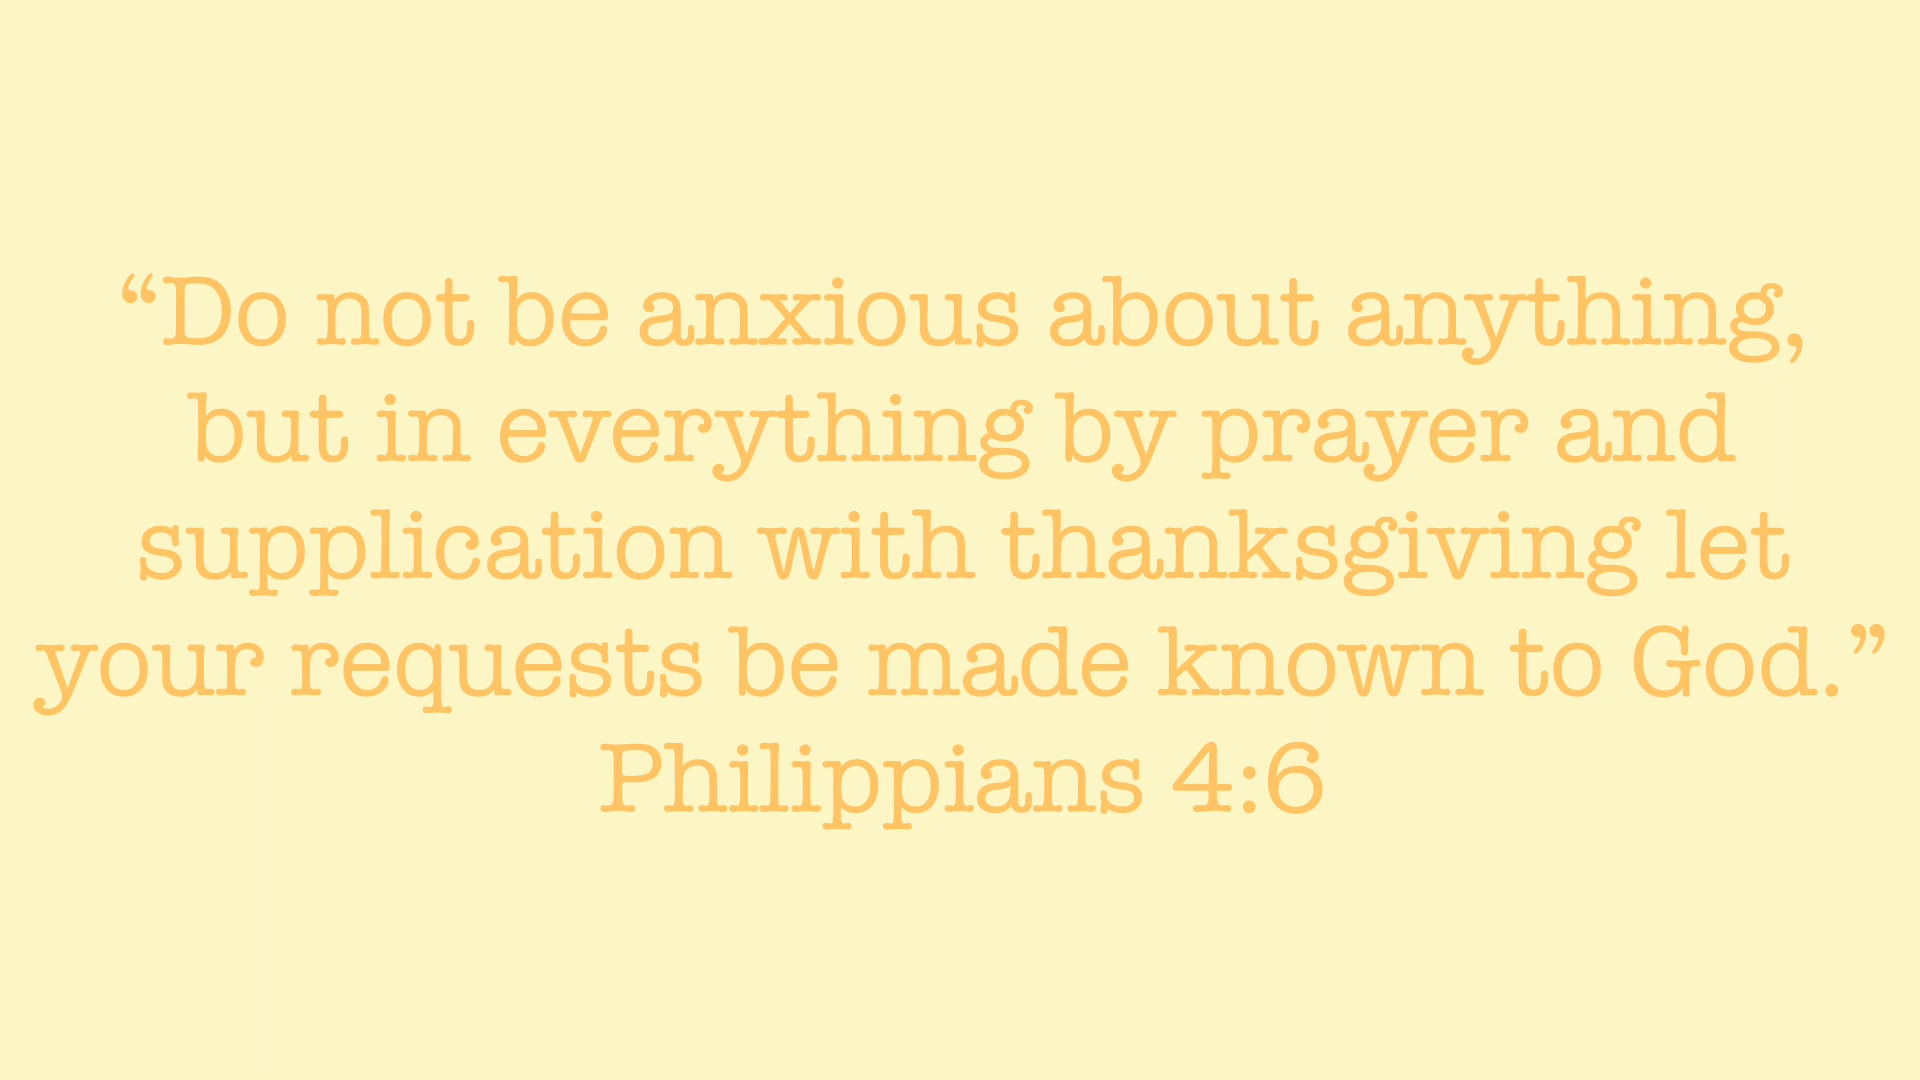 “Do not be anxious about anything,
but in everything by prayer and
supplication with thanksgiving let
your requests be made known to God.”
Philippians 4:6